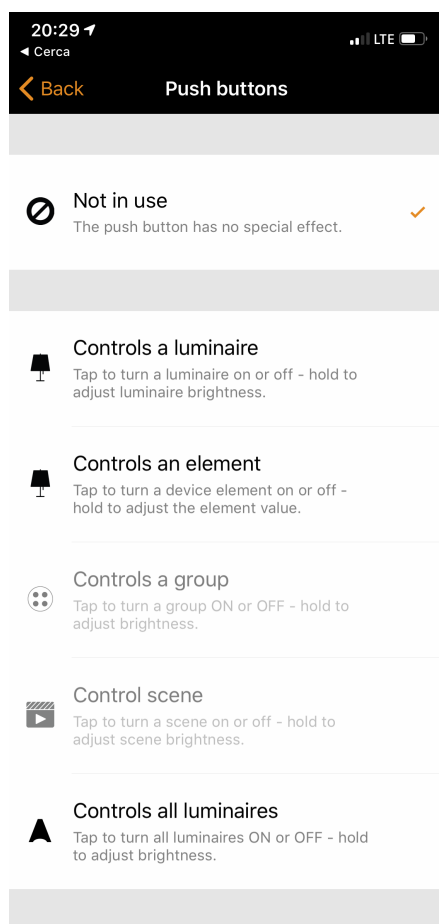 20:29
LTE
◀ Cerca
Back
Push buttons
Not in use
The push button has no special effect.
Controls a luminaire
Tap to turn a luminaire on or off - hold to
adjust luminaire brightness.
Controls an element
Tap to turn a device element on or off -
hold to adjust the element value.
Controls a group
Tap to turn a group ON or OFF - hold to
adjust brightness.
Control scene
Tap to turn a scene on or off - hold to
adjust scene brightness.
Controls all luminaires
Tap to turn all luminaires ON or OFF - hold
to adjust brightness.